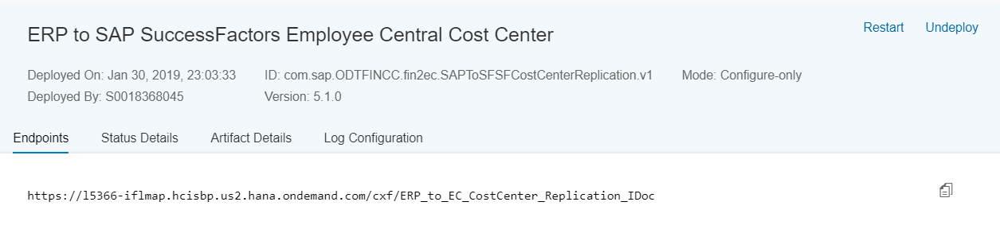 ERP to SAP SuccessFactors Employee Central Cost Center
Restart Undeploy
Deployed On: Jan 30, 2019, 23:03:33 ID: com.sap.ODTFINCC.fin2ec.SAPToSFSFCostCenterReplication.v1 Mode: Configure-only
Deployed By: S0018368045 Version: 5.1.0
Endpoints Status Details Artifact Details Log Configuration
https://l5366-iflmap.hcisbp.us2.hana.ondemand.com/cxf/ERP_to_EC_CostCenter_Replication_IDoc